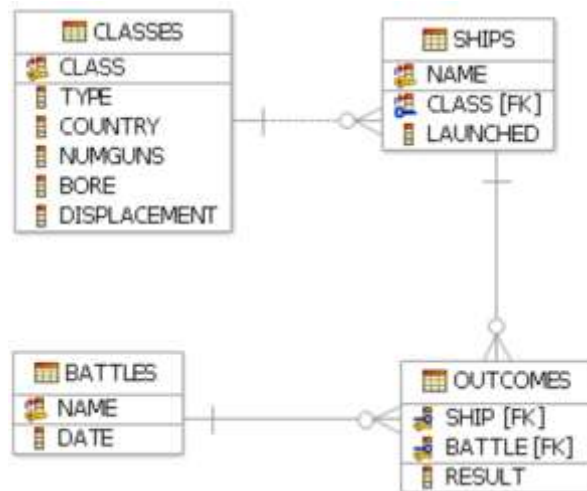 CLASSES
CLASS
TYPE
COUNTRY
NUMGUNS
BORE
DISPLACEMENT
SHIPS
NAME
CLASS [FK]
LAUNCHED
BATTLES
NAME
DATE
OUTCOMES
SHIP [FK]
BATTLE [FK]
RESULT